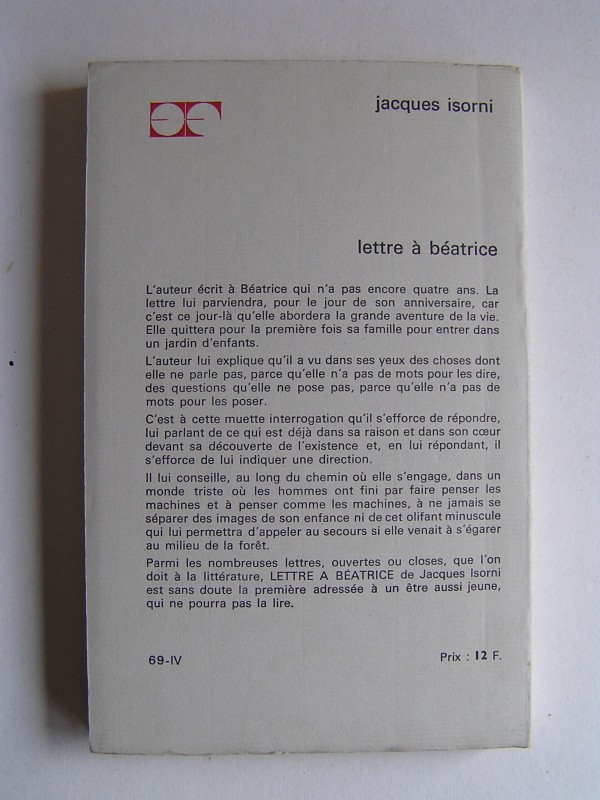 jacques isorni
lettre à béatrice
L'auteur écrit à Béatrice qui n'a pas encore quatre ans. La
lettre lui parviendra, pour le jour de son anniversaire, car
c'est ce jour-là qu'elle abordera la grande aventure de la vie.
Elle quittera pour la première fois sa famille pour entrer dans
un jardin d'enfants.
L'auteur lui explique qu'il a vu dans ses yeux des choses dont
elle ne parle pas, parce qu'elle n'a pas de mots pour les dire,
des questions qu'elle ne pose pas, parce qu'elle n'a pas de
mots pour les poser.
C'est à cette muette interrogation qu'il s'efforce de répondre,
lui parlant de ce qui est déjà dans sa raison et dans son cœur
devant sa découverte de l'existence et, en lui répondant, il
s'efforce de lui indiquer une direction.
Il lui conseille, au long du chemin où elle s'engage, dans un
monde triste où les hommes ont fini par faire penser les
machines et à penser comme les machines, à ne jamais se
séparer des images de son enfance ni de cet olifant minuscule
qui lui permettra d'appeler au secours si elle venait à s'égarer
au milieu de la forêt.
Parmi les nombreuses lettres, ouvertes ou closes, que l'on
doit à la littérature, LETTRE A BÉATRICE de Jacques Isorni
est sans doute la première adressée à un être aussi jeune,
qui ne pourra pas la lire.
69-IV
Prix : 12 F.